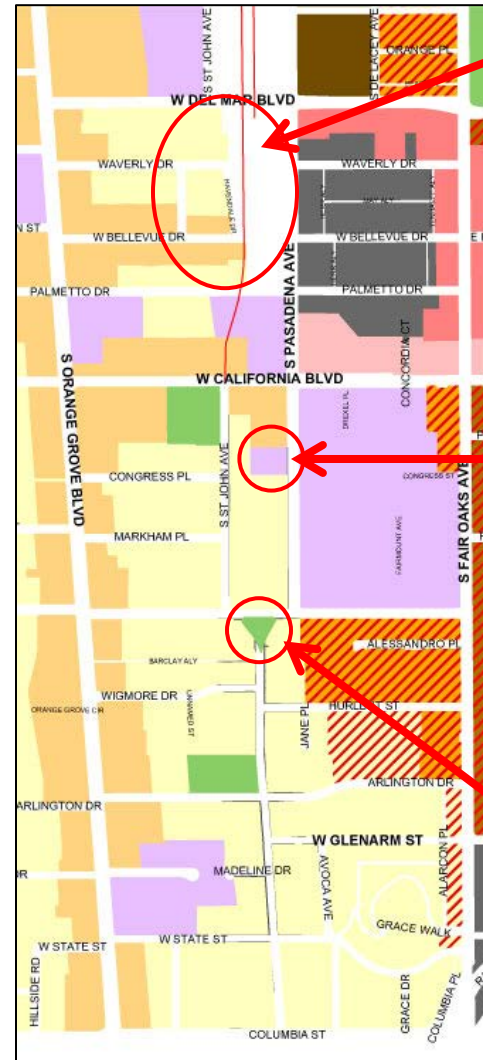 S ST JOHN AVE
S DE LACEY AVE
ORANGE PL
W DEL MAR BLVD
WAVERLY DR
WAVERLY DR
N ST
W BELLEVUE DR
W BELLEVUE DR
E
PALMETTO DR
PALMETTO DR
S PASADENA AVE
CONCORDIA CT
W CALIFORNIA BLVD
S ORANGE GROVE BLVD
DREXEL PL
S ST JOHN AVE
CONGRESS PL
CONGRESS ST
FAIRMOUNT AVE
S FAIR OAKS AVE
MARKHAM PL
ALESSANDRO PL
BARCLAY ALY
WIGMORE DR
ORANGE GROVE CIR
UNNAMED ST
JANE PL
HURLBUT ST
ARLINGTON DR
ARLINGTON DR
W GLENARM ST
ALARCON PL
DR
MADELINE DR
AVOCA AVE
GRACE WALK
W STATE ST
W STATE ST
HILLSIDE RD
GRACE DR
COLUMBIA PL
COLUMBIA ST